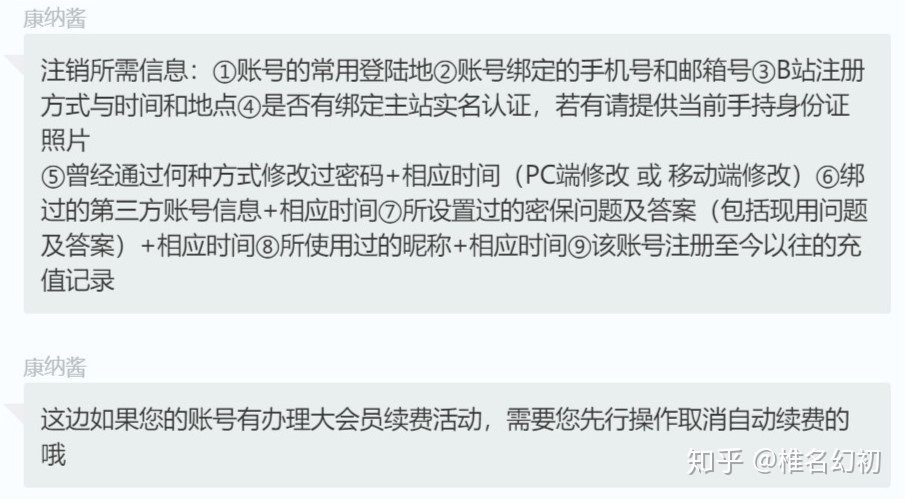 康纳酱
注销所需信息：①账号的常用登陆地②账号绑定的手机号和邮箱号③B站注册
方式与时间和地点④是否有绑定主站实名认证，若有请提供当前手持身份证
照片
⑤曾经通过何种方式修改过密码+相应时间（PC端修改 或 移动端修改）⑥绑
过的第三方账号信息+相应时间⑦所设置过的密保问题及答案（包括现用问题
及答案）+相应时间⑧所使用过的昵称+相应时间⑨该账号注册至今以往的充
值记录
康纳酱
这边如果您的账号有办理大会员续费活动，需要您先行操作取消自动续费的
哦
知乎 @椎名幻初